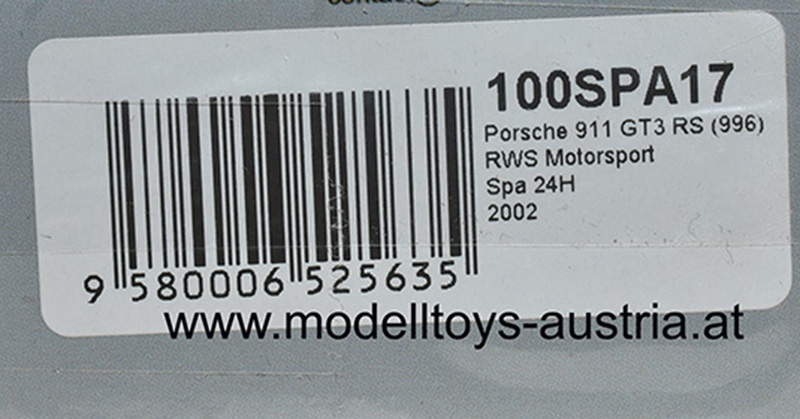 100SPA17
Porsche 911 GT3 RS (996)
RWS Motorsport
Spa 24H
2002
9 580006 525635
www.modelltoys-austria.at